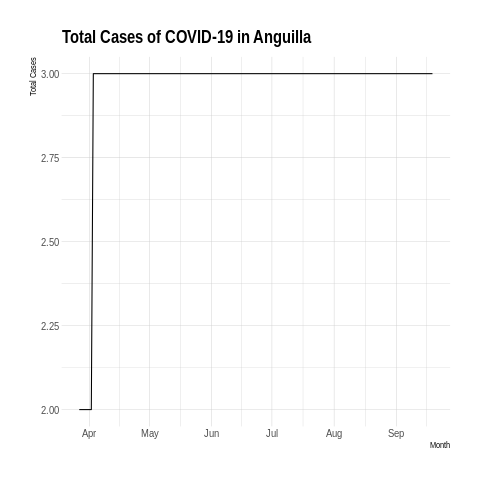 Total Cases of COVID-19 in Anguilla
Total Cases
3.00
2.75
2.50
2.25
2.00
Apr May Jun Jul Aug Sep
Month